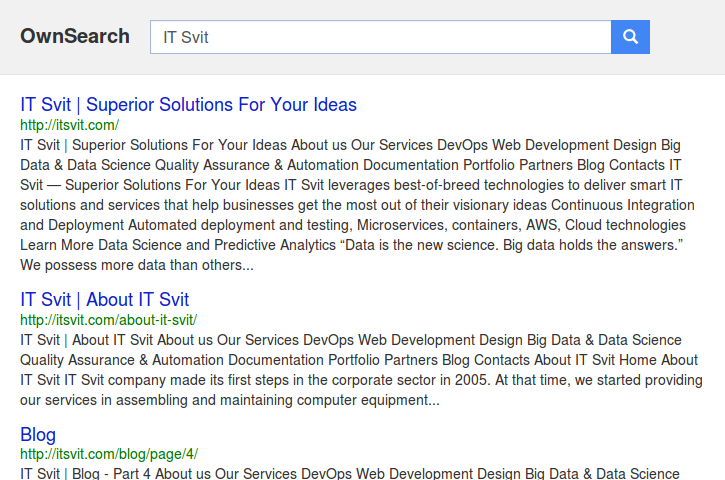 OwnSearch
IT Svit
IT Svit | Superior Solutions For Your Ideas
http://itsvit.com/
IT Svit | Superior Solutions For Your Ideas About us Our Services DevOps Web Development Design Big
Data & Data Science Quality Assurance & Automation Documentation Portfolio Partners Blog Contacts IT
Svit — Superior Solutions For Your Ideas IT Svit leverages best-of-breed technologies to deliver smart IT
solutions and services that help businesses get the most out of their visionary ideas Continuous Integration
and Deployment Automated deployment and testing, Microservices, containers, AWS, Cloud technologies
Learn More Data Science and Predictive Analytics “Data is the new science. Big data holds the answers.”
We possess more data than others...
IT Svit | About IT Svit
http://itsvit.com/about-it-svit/
IT Svit | About IT Svit About us Our Services DevOps Web Development Design Big Data & Data Science
Quality Assurance & Automation Documentation Portfolio Partners Blog Contacts About IT Svit Home About
IT Svit IT Svit company made its first steps in the corporate sector in 2005. At that time, we started providing
our services in assembling and maintaining computer equipment...
Blog
http://itsvit.com/blog/page/4/
IT Svit | Blog - Part 4 About us Our Services DevOps Web Development Design Big Data & Data Science